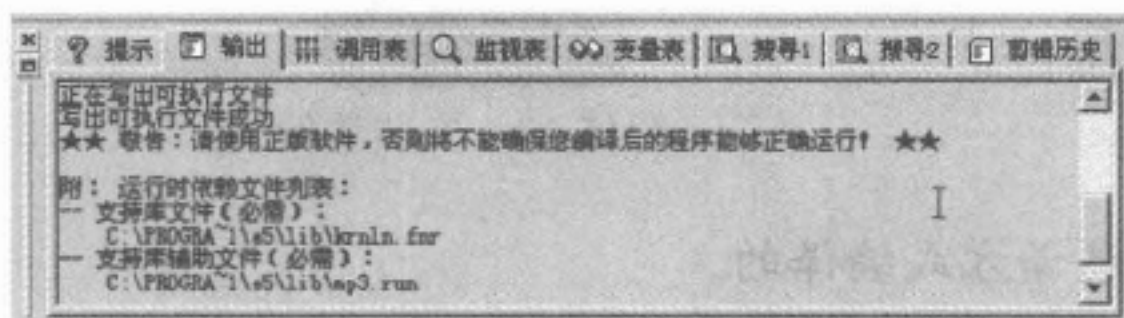 提示 输出 调用表 监视表 变量表 搜寻1 搜寻2 剪辑历史
正在写出可执行文件
写出可执行文件成功
★★ 敬告：请使用正版软件，否则将不能确保您编译后的程序能够正确运行！ ★★
附： 运行时依赖文件列表：
-- 支持库文件(必需)：
C:\PROGRA~1\e5\lib\krnln.fnr
-- 支持库辅助文件(必需)：
C:\PROGRA~1\e5\lib\mp3.run